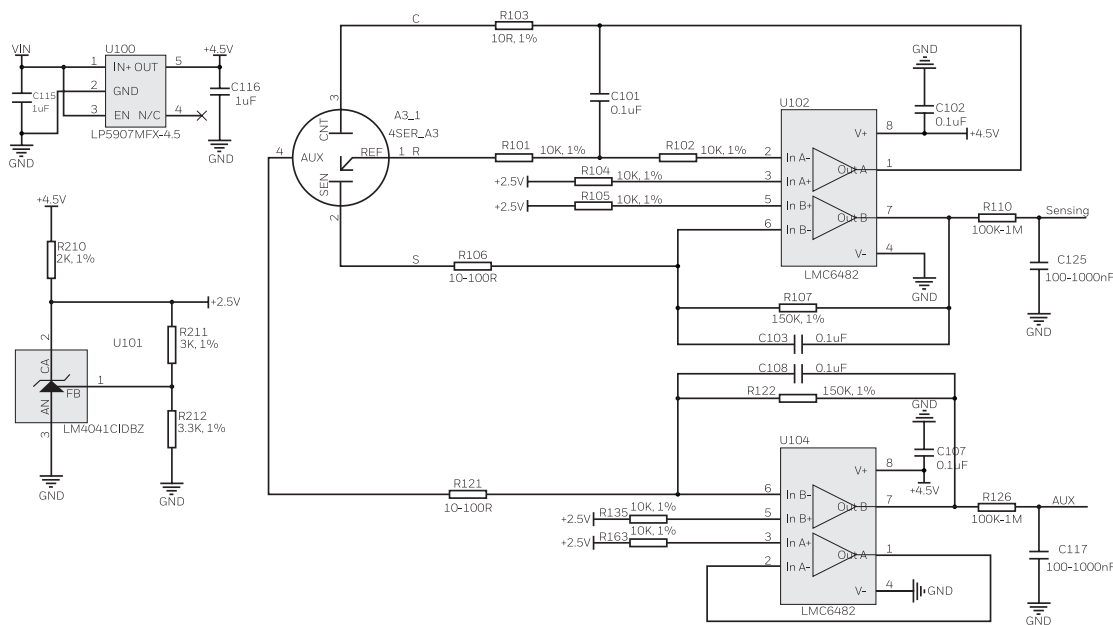 VIN
U100
+4.5V
1 IN+ OUT 5
2 GND
3 EN N/C 4
LP5907MFX-4.5
C115
1uF
C116
1uF
GND
GND
C
R103
10R, 1%
3
CNT
A3_1
4SER_A3
4 AUX
REF 1 R
SEN
2
R101
10K, 1%
C101
0.1uF
R102
10K, 1%
+2.5V
R104
10K, 1%
+2.5V
R105
10K, 1%
S
R106
10-100R
U102
GND
C102
0.1uF
V+ 8
+4.5V
2 In A-
Out A 1
3 In A+
5 In B+
Out B 7
6 In B-
V- 4
LMC6482
GND
R110
100K-1M
Sensing
C125
100-1000nF
GND
R107
150K, 1%
C103
0.1uF
C108
0.1uF
R122
150K, 1%
+4.5V
R210
2K, 1%
+2.5V
R211
3K, 1%
U101
2
CA
1
FB
AN
3
LM4041CIDBZ
R212
3.3K, 1%
GND
GND
R121
10-100R
U104
GND
C107
0.1uF
V+ 8
+4.5V
6 In B-
Out B 7
5 In B+
3 In A+
Out A 1
2 In A-
V- 4
GND
LMC6482
+2.5V
R135
10K, 1%
+2.5V
R163
10K, 1%
R126
100K-1M
AUX
C117
100-1000nF
GND